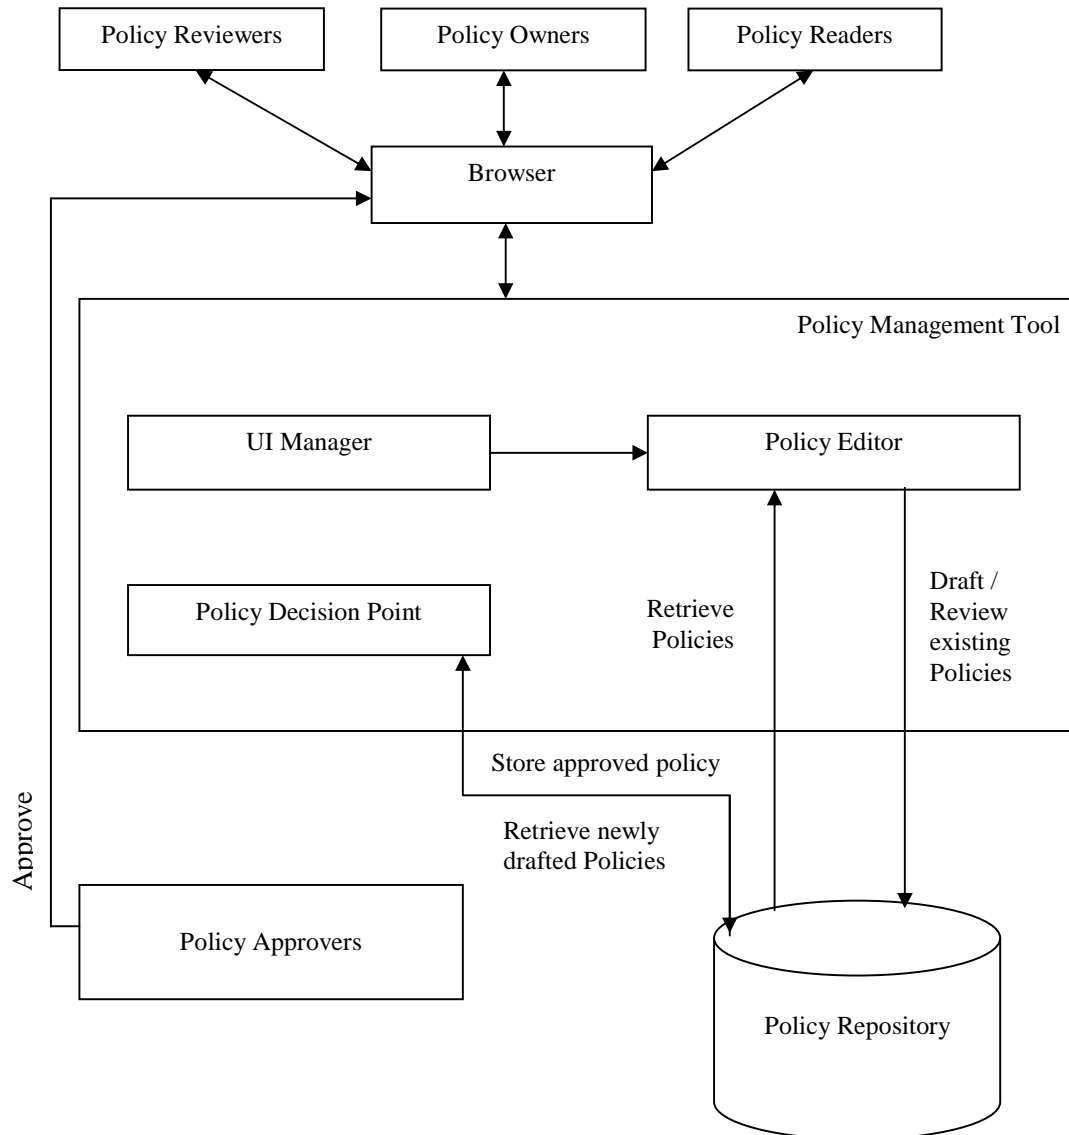 Policy Reviewers
Policy Owners
Policy Readers
Browser
Policy Management Tool
UI Manager
Policy Editor
Policy Decision Point
Retrieve
Policies
Draft /
Review
existing
Policies
Store approved policy
Retrieve newly
drafted Policies
Approve
Policy Approvers
Policy Repository